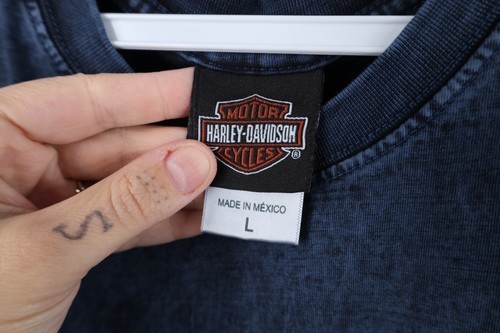 MOTOR
HARLEY-DAVIDSON
CYCLES
®
MADE IN MÉXICO
L